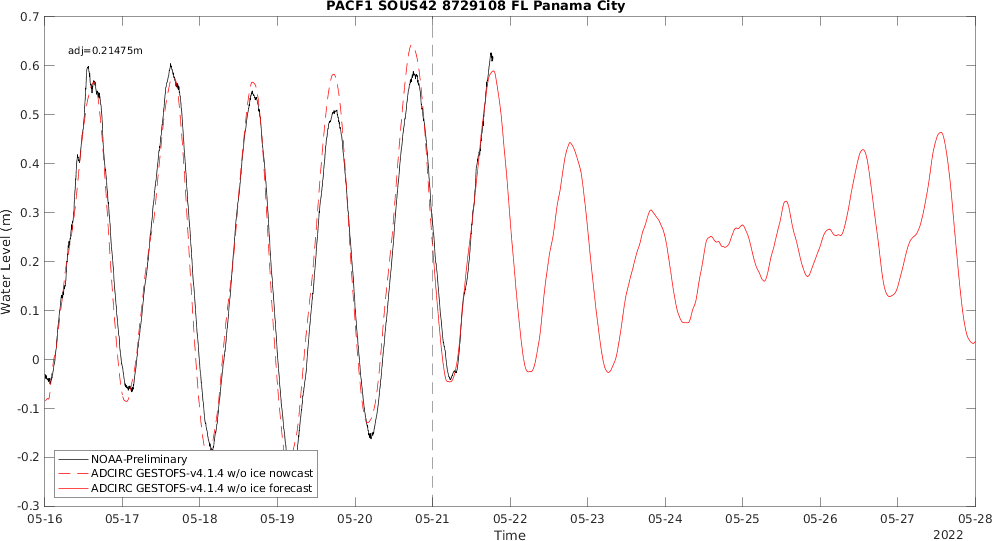 PACF1 SOUS42 8729108 FL Panama City
adj=0.21475m
0.7
0.6
0.5
0.4
0.3
0.2
0.1
0
-0.1
-0.2
-0.3
Water Level (m)
NOAA-Preliminary
ADCIRC GESTOFS-v4.1.4 w/o ice nowcast
ADCIRC GESTOFS-v4.1.4 w/o ice forecast
05-16 05-17 05-18 05-19 05-20 05-21 05-22 05-23 05-24 05-25 05-26 05-27 05-28
Time
2022